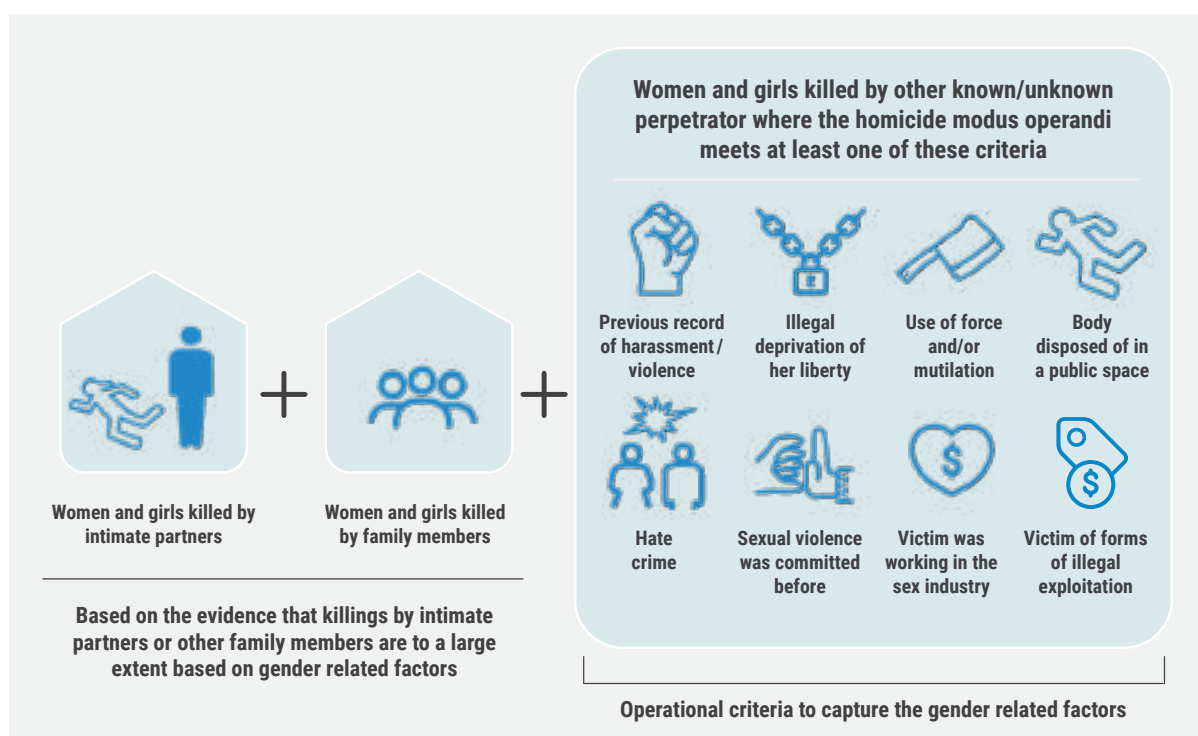 Women and girls killed by other known/unknown
perpetrator where the homicide modus operandi
meets at least one of these criteria
Previous record
of harassment/
violence
Illegal
deprivation of
her liberty
Use of force
and/or
mutilation
Body
disposed of in
a public space
Hate
crime
Sexual violence
was committed
before
Victim was
working in the
sex industry
Victim of forms
of illegal
exploitation
Women and girls killed by
intimate partners
Women and girls killed
by family members
Based on the evidence that killings by intimate
partners or other family members are to a large
extent based on gender related factors
Operational criteria to capture the gender related factors